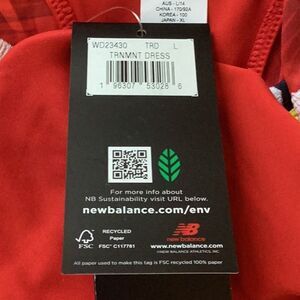 AUS - U14
CHINA - 170/92A
KOREA - 100
JAPAN - XL
WD23430 TRD L
TRNMNT DRESS
1 96307 53028 6
For more info about
NB Sustainability visit URL below.
newbalance.com/env
FSC
RECYCLED
Paper
FSC® C117781
new balance
www.newbalance.com
©NEW BALANCE ATHLETICS, INC.
All paper used to make this tag is FSC recycled 100% paper